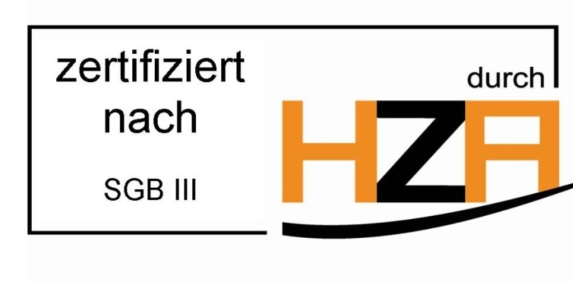 zertifiziert
nach
SGB III
durch
HZA